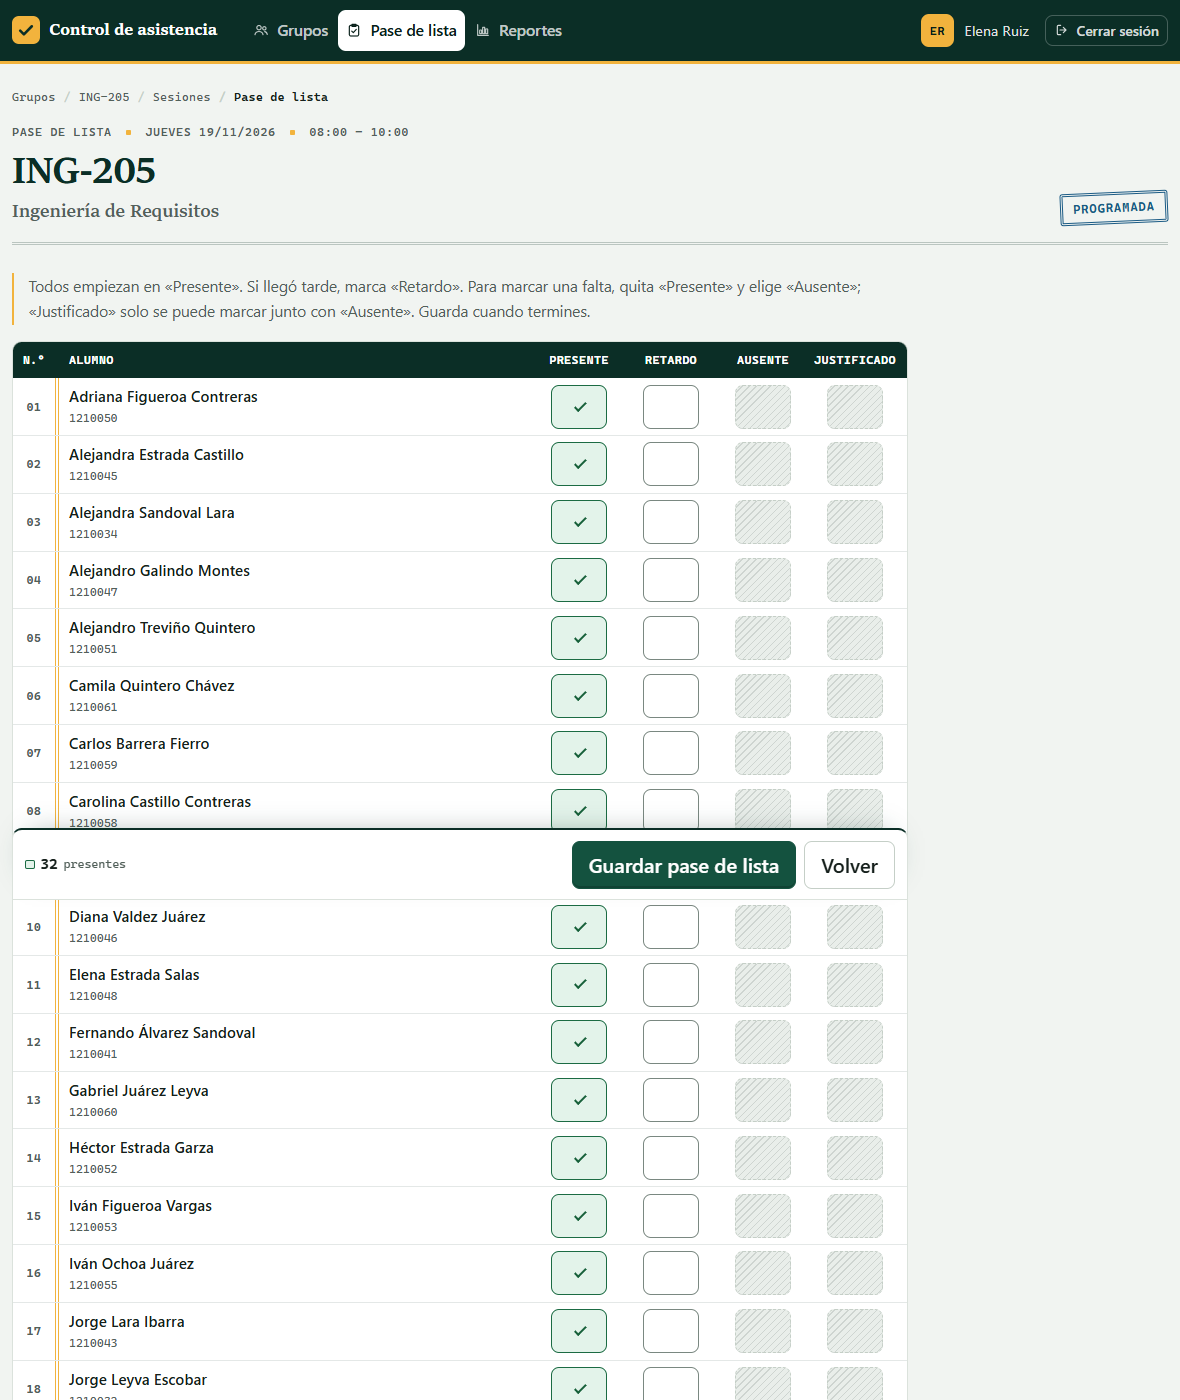 Control de asistencia Grupos Pase de lista Reportes ER Elena Ruiz Cerrar sesión
Grupos / ING-205 / Sesiones / Pase de lista
PASE DE LISTA ▪ JUEVES 19/11/2026 ▪ 08:00 – 10:00
ING-205
Ingeniería de Requisitos
PROGRAMADA
Todos empiezan en «Presente». Si llegó tarde, marca «Retardo». Para marcar una falta, quita «Presente» y elige «Ausente»;
«Justificado» solo se puede marcar junto con «Ausente». Guarda cuando termines.
N.º ALUMNO PRESENTE RETARDO AUSENTE JUSTIFICADO
01 Adriana Figueroa Contreras
1210050
02 Alejandra Estrada Castillo
1210045
03 Alejandra Sandoval Lara
1210034
04 Alejandro Galindo Montes
1210047
05 Alejandro Treviño Quintero
1210051
06 Camila Quintero Chávez
1210061
07 Carlos Barrera Fierro
1210059
08 Carolina Castillo Contreras
1210058
32 presentes Guardar pase de lista Volver
10 Diana Valdez Juárez
1210046
11 Elena Estrada Salas
1210048
12 Fernando Álvarez Sandoval
1210041
13 Gabriel Juárez Leyva
1210060
14 Héctor Estrada Garza
1210052
15 Iván Figueroa Vargas
1210053
16 Iván Ochoa Juárez
1210055
17 Jorge Lara Ibarra
1210043
18 Jorge Leyva Escobar